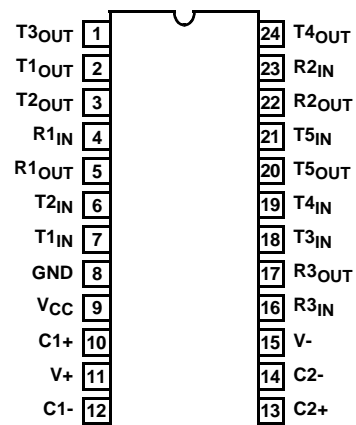 T3OUT 1 24 T4OUT
T1OUT 2 23 R2IN
T2OUT 3 22 R2OUT
R1IN 4 21 T5IN
R1OUT 5 20 T5OUT
T2IN 6 19 T4IN
T1IN 7 18 T3IN
GND 8 17 R3OUT
VCC 9 16 R3IN
C1+ 10 15 V-
V+ 11 14 C2-
C1- 12 13 C2+